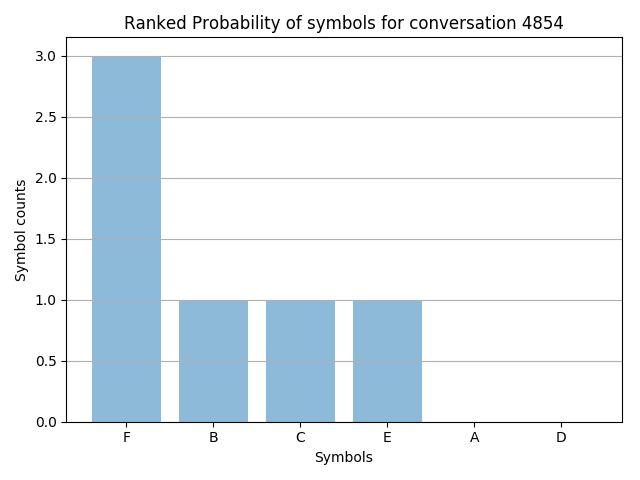 Ranked Probability of symbols for conversation 4854
3.0
2.5
2.0
1.5
1.0
0.5
0.0
Symbol counts
F B C E A D
Symbols